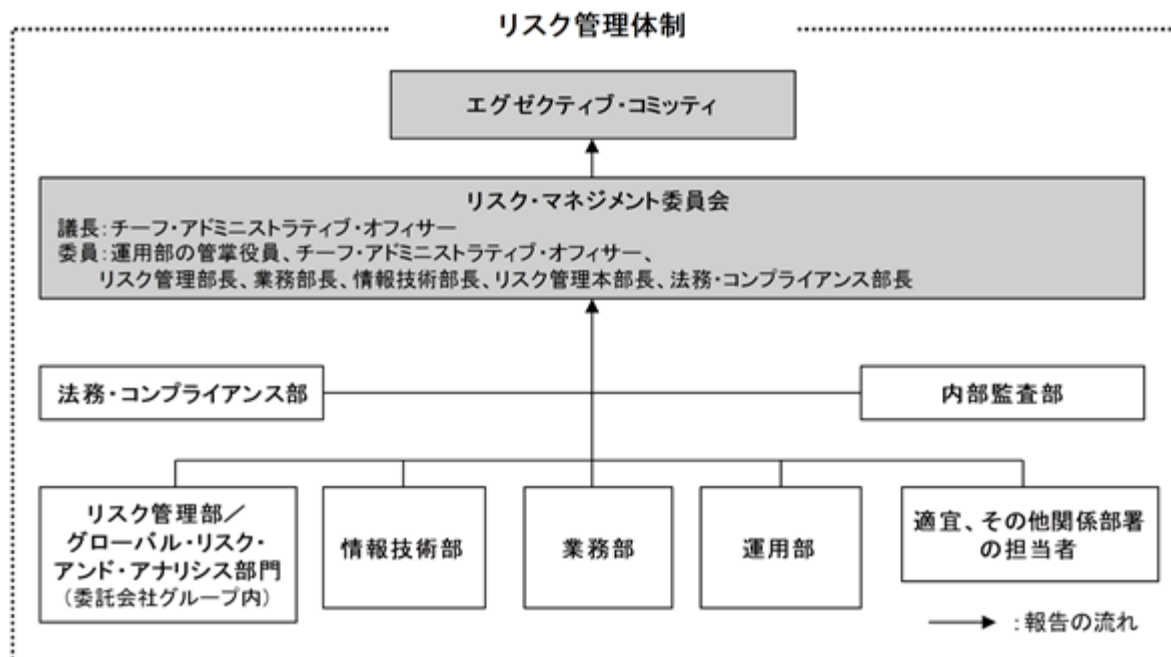 リスク管理体制
エグゼクティブ・コミッティ
リスク・マネジメント委員会
議長:チーフ・アドミニストラティブ・オフィサー
委員:運用部の管掌役員、チーフ・アドミニストラティブ・オフィサー、
リスク管理部長、業務部長、情報技術部長、リスク管理本部長、法務・コンプライアンス部長
法務・コンプライアンス部
内部監査部
リスク管理部/
グローバル・リスク・
アンド・アナリシス部門
(委託会社グループ内)
情報技術部
業務部
運用部
適宜、その他関係部署
の担当者
:報告の流れ